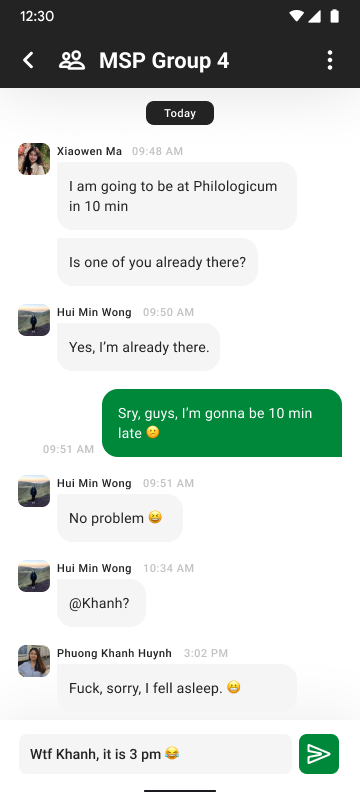 12:30
MSP Group 4
Today
Xiaowen Ma 09:48 AM
I am going to be at Philologicum
in 10 min
Is one of you already there?
Hui Min Wong 09:50 AM
Yes, I'm already there.
Sry, guys, I'm gonna be 10 min
late 😕
09:51 AM
Hui Min Wong 09:51 AM
No problem 😆
Hui Min Wong 10:34 AM
@Khanh?
Phuong Khanh Huynh 3:02 PM
Fuck, sorry, I fell asleep. 😬
Wtf Khanh, it is 3 pm 😂